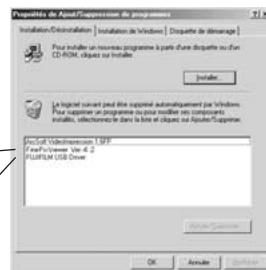 Propriétés de Ajout/Suppression de programmes
Installation/Désinstallation
Installation de Windows
Disquette de démarrage
Pour installer un nouveau programme à partir d'une disquette ou d'un
CD-ROM, cliquez sur Installer.
Installer...
Le logiciel suivant peut être supprimé automatiquement par Windows.
Pour supprimer un programme ou pour modifier ses composants
installés, sélectionnez-le dans la liste et cliquez sur Ajouter/Supprimer.
ArcSoft VideoImpression 1.6FP
FinePixViewer Ver.4.2
FUJIFILM USB Driver
Ajouter/Supprimer...
OK
Annuler
Appliquer